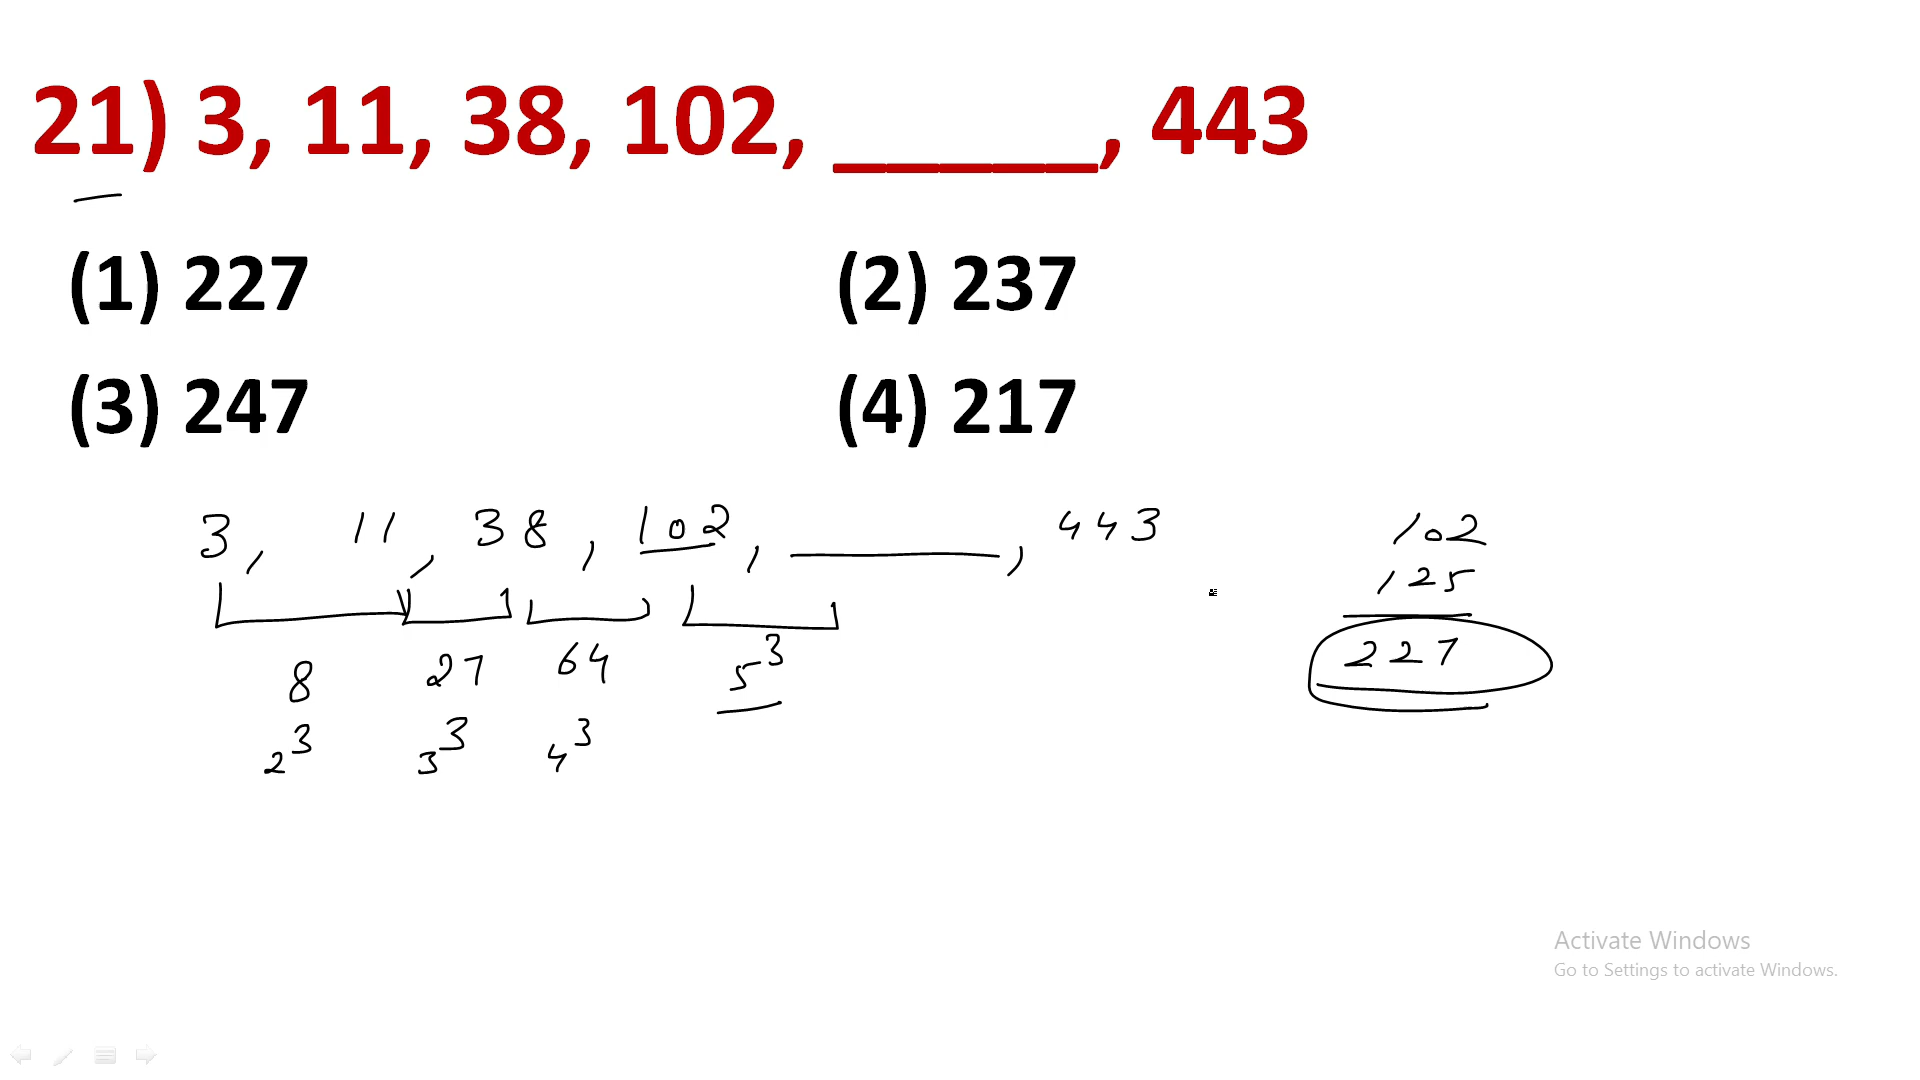 21) 3, 11, 38, 102, _____, 443
(1) 227 (2) 237
(3) 247 (4) 217
3, 11, 38, 102, _____, 443
8 27 64 5³
2³ 3³ 4³
102
125
227
Activate Windows
Go to Settings to activate Windows.